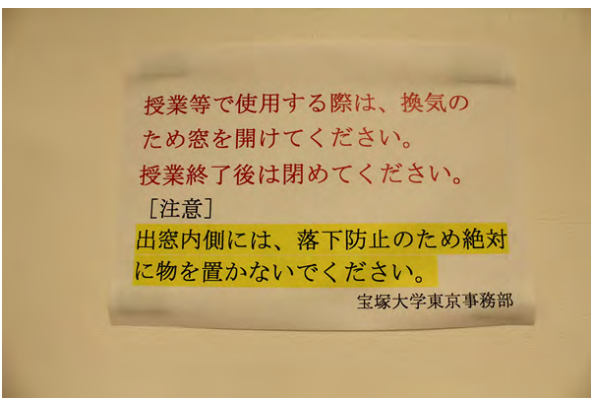 授業等で使用する際は、換気の
ため窓を開けてください。
授業終了後は閉めてください。
［注意］
出窓内側には、落下防止のため絶対
に物を置かないでください。
宝塚大学東京事務部